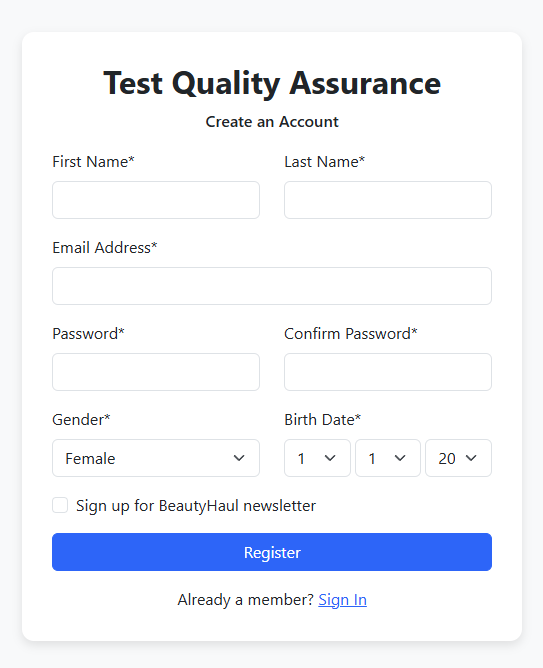 Test Quality Assurance
Create an Account
First Name* Last Name*
Email Address*
Password* Confirm Password*
Gender* Birth Date*
Female 1 1 20
Sign up for BeautyHaul newsletter
Register
Already a member? Sign In